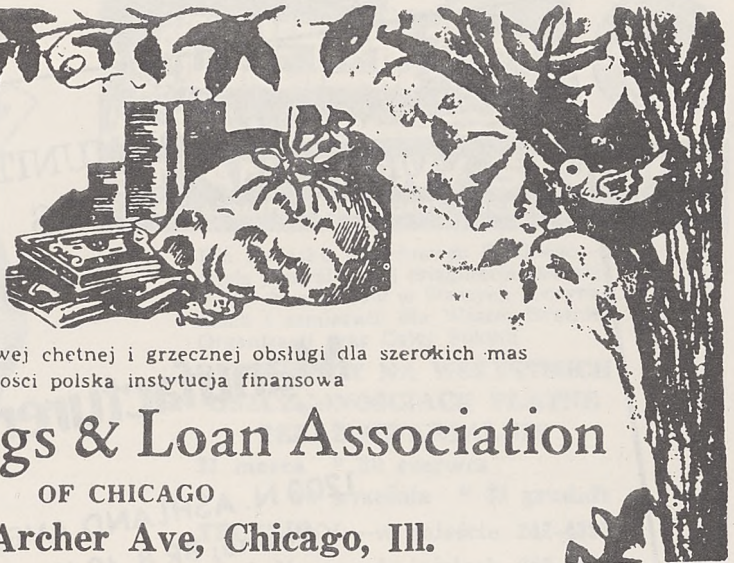 wej chetnej i grzecznej obsługi dla szerokich mas
ości polska instytucja finansowa
gs & Loan Association
OF CHICAGO
Archer Ave, Chicago, Ill.